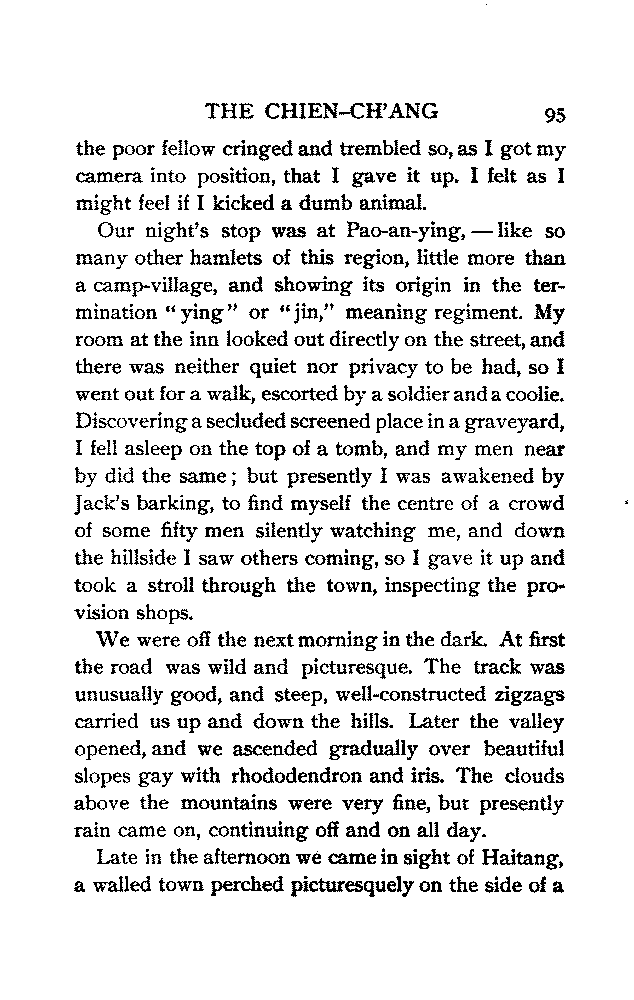 THE CHIEN-CH'ANG 95
the poor fellow cringed and trembled so, as I got my
camera into position, that I gave it up. I felt as I
might feel if I kicked a dumb animal.
Our night's stop was at Pao-an-ying, — like so
many other hamlets of this region, little more than
a camp-village, and showing its origin in the ter-
mination "ying" or "jin," meaning regiment. My
room at the inn looked out directly on the street, and
there was neither quiet nor privacy to be had, so I
went out for a walk, escorted by a soldier and a coolie.
Discovering a secluded screened place in a graveyard,
I fell asleep on the top of a tomb, and my men near
by did the same; but presently I was awakened by
Jack's barking, to find myself the centre of a crowd
of some fifty men silently watching me, and down
the hillside I saw others coming, so I gave it up and
took a stroll through the town, inspecting the pro-
vision shops.
We were off the next morning in the dark. At first
the road was wild and picturesque. The track was
unusually good, and steep, well-constructed zigzags
carried us up and down the hills. Later the valley
opened, and we ascended gradually over beautiful
slopes gay with rhododendron and iris. The clouds
above the mountains were very fine, but presently
rain came on, continuing off and on all day.
Late in the afternoon we came in sight of Haitang,
a walled town perched picturesquely on the side of a